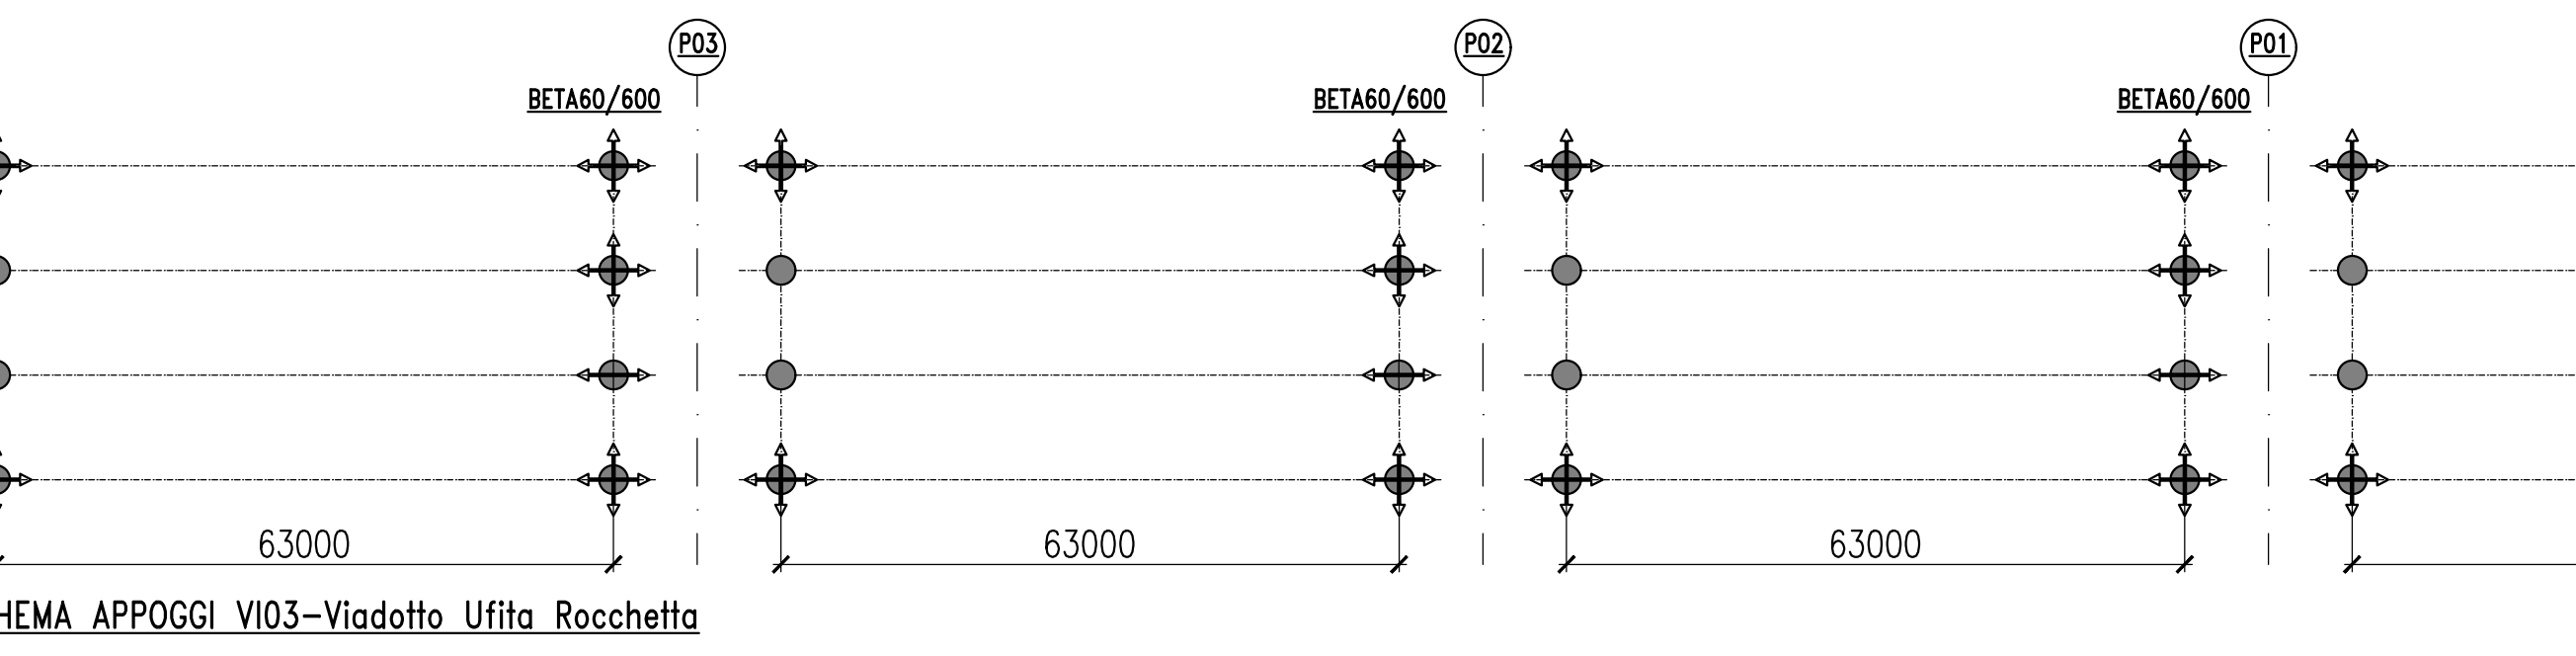 P03 P02 P01
BETA60/600 BETA60/600 BETA60/600
63000 63000 63000
HEMA APPOGGI VI03-Viadotto Ufita Rocchetta